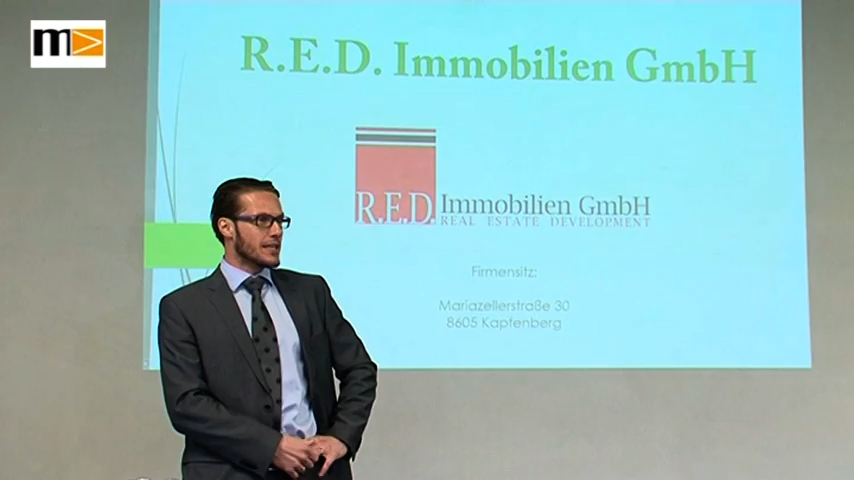 m
R.E.D. Immobilien GmbH
R.E.D. Immobilien GmbH
REAL ESTATE DEVELOPMENT
Firmensitz:
Mariazellerstraße 30
8605 Kapfenberg